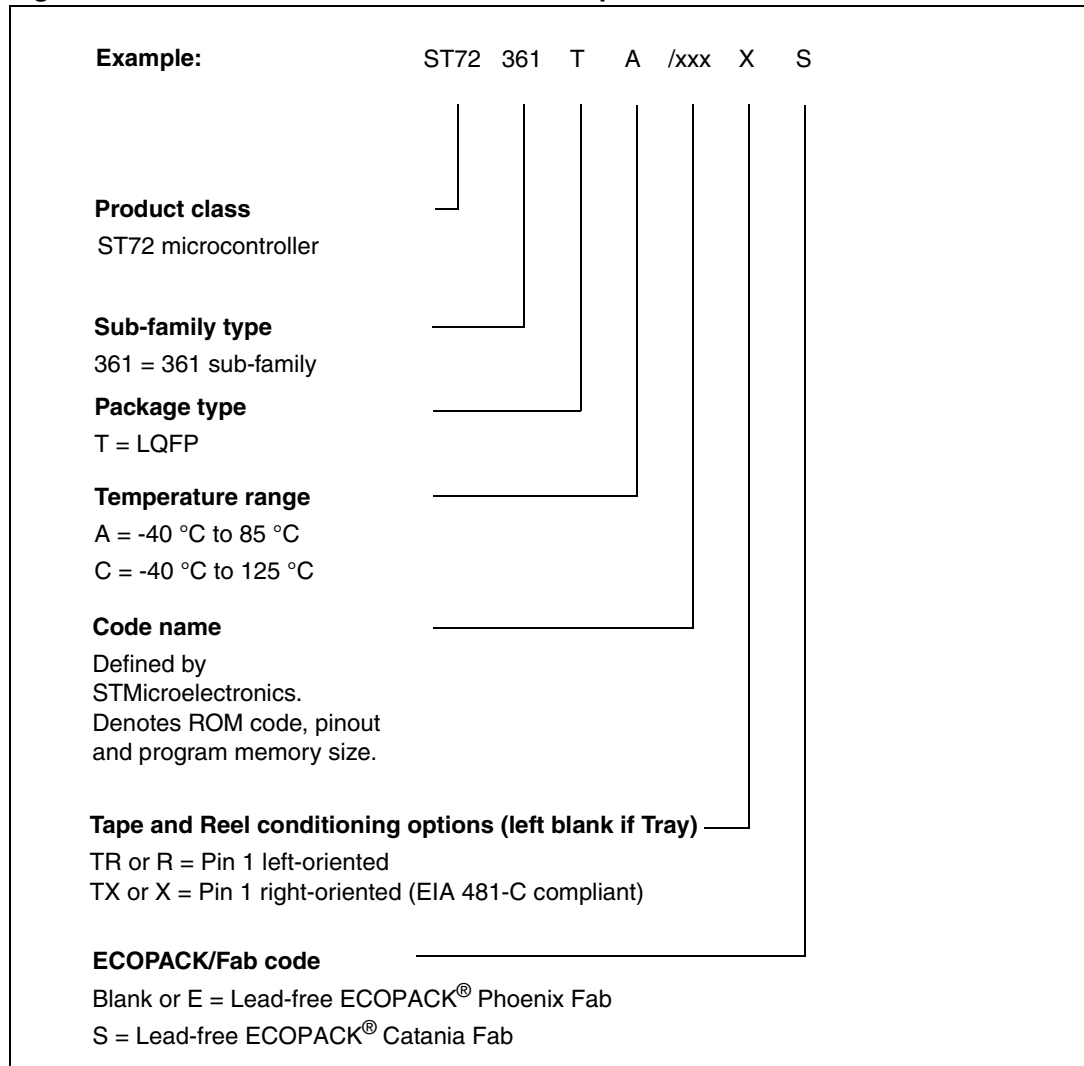 Example: ST72 361 T A /xxx X S
Product class
ST72 microcontroller
Sub-family type
361 = 361 sub-family
Package type
T = LQFP
Temperature range
A = -40 °C to 85 °C
C = -40 °C to 125 °C
Code name
Defined by
STMicroelectronics.
Denotes ROM code, pinout
and program memory size.
Tape and Reel conditioning options (left blank if Tray)
TR or R = Pin 1 left-oriented
TX or X = Pin 1 right-oriented (EIA 481-C compliant)
ECOPACK/Fab code
Blank or E = Lead-free ECOPACK® Phoenix Fab
S = Lead-free ECOPACK® Catania Fab